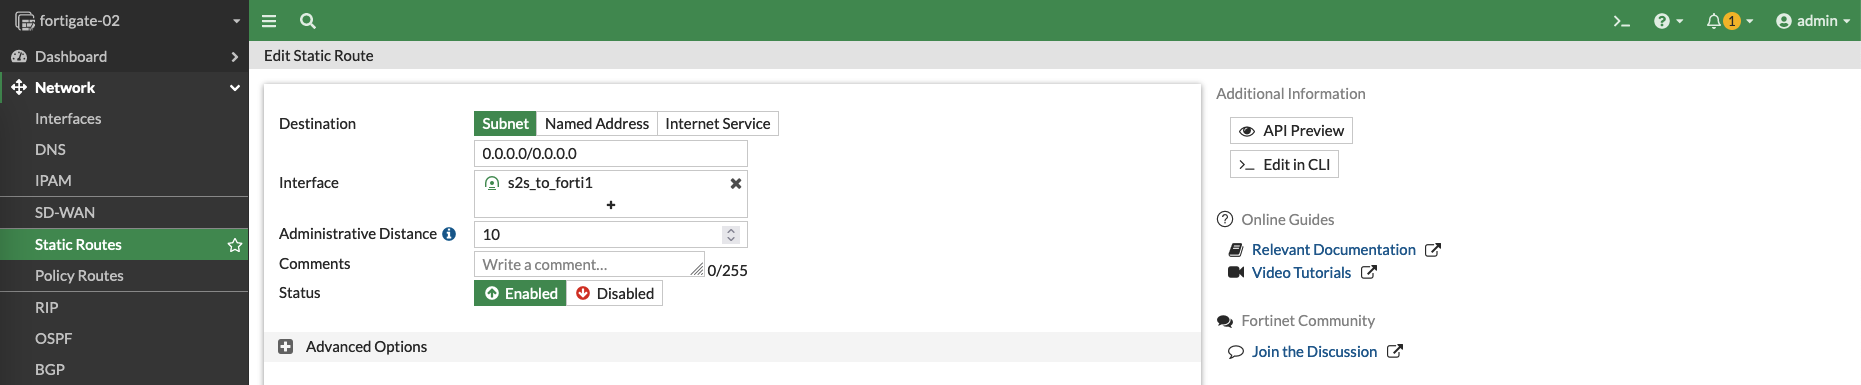 fortigate-02
1
admin
Dashboard
Network
Interfaces
DNS
IPAM
SD-WAN
Static Routes
Policy Routes
RIP
OSPF
BGP
Edit Static Route
Destination
Subnet Named Address Internet Service
0.0.0.0/0.0.0.0
Interface
s2s_to_forti1
Administrative Distance
10
Comments
Write a comment...
0/255
Status
Enabled Disabled
Advanced Options
Additional Information
API Preview
Edit in CLI
Online Guides
Relevant Documentation
Video Tutorials
Fortinet Community
Join the Discussion